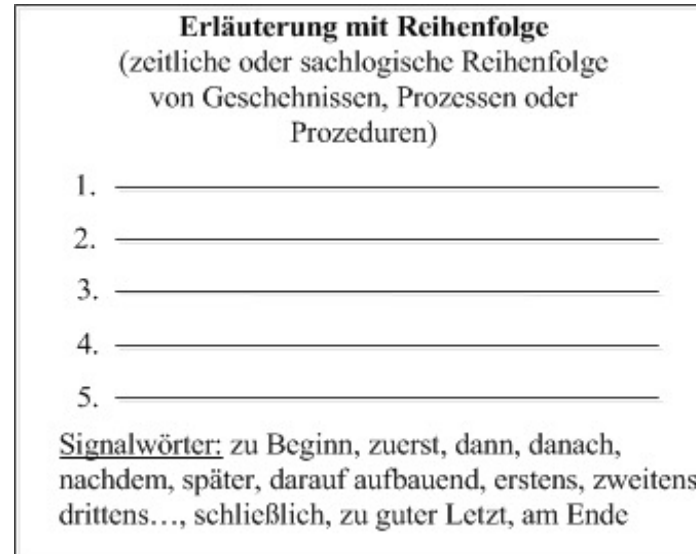 Erläuterung mit Reihenfolge
(zeitliche oder sachlogische Reihenfolge
von Geschehnissen, Prozessen oder
Prozeduren)
1.
2.
3.
4.
5.
Signalwörter: zu Beginn, zuerst, dann, danach,
nachdem, später, darauf aufbauend, erstens, zweitens
drittens…, schließlich, zu guter Letzt, am Ende